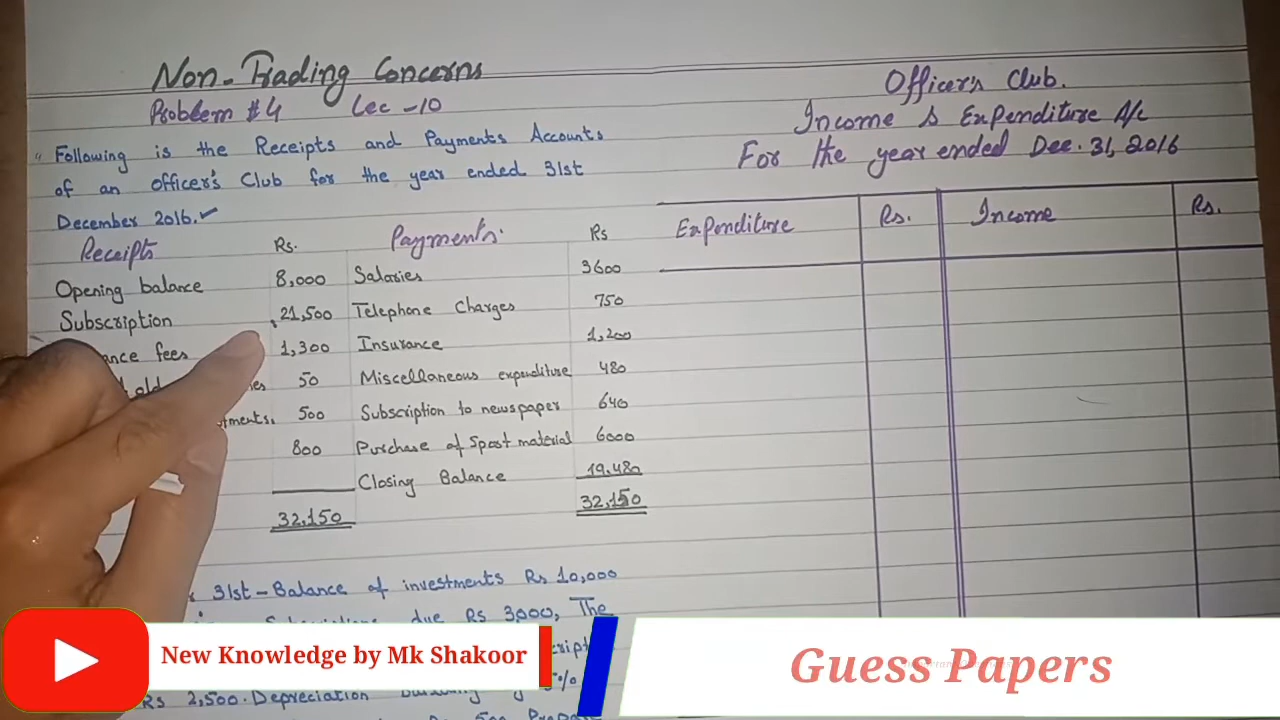 Non-Trading Concerns
Problem #4 Lec-10
"Following is the Receipts and Payments Accounts
of an officer's Club for the year ended 31st
December 2016.
Receipts Rs. Payments. Rs
Opening balance 8,000 Salaries 3600
Subscription 21,500 Telephone Charges 750
fees 1,300 Insurance 1,200
old 50 Miscellaneous expenditure 480
500 Subscription to newspaper 640
800 Purchase of Sport material 6000
Closing Balance 19,480
32,150 32,150
31st-Balance of investments Rs 10,000
due Rs 3000, The
Rs 2,500. Depreciation
Officer's Club.
Income & Expenditure A/c
For the year ended Dec. 31, 2016
Expenditure Rs. Income Rs.
New Knowledge by Mk Shakoor
Guess Papers